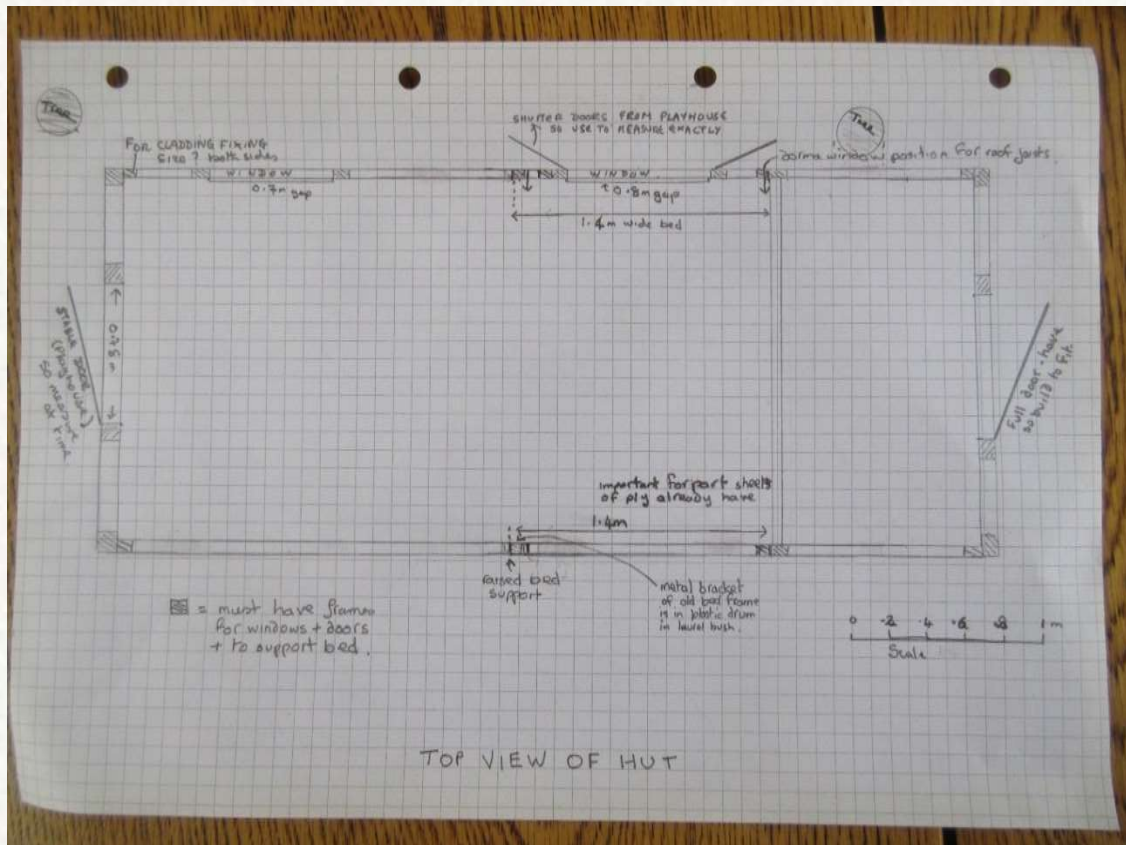 TREE
SHUTTER DOORS FROM PLAYHOUSE
SO USE TO MEASURE EXACTLY
TREE
FOR CLADDING FIXING
SIZE? both sides
dorma window position for roof joists.
WINDOW
0.7m gap
WINDOW
±0.8m gap
1.4m wide bed
STABLE DOOR
(Playhouse)
so measure
at time
Full door - have
so build to fit.
important for part sheets
of ply already have
1.4m
raised bed
support
metal bracket
of old bed frame
is in plastic drum
in laurel bush.
= must have frame
for windows + doors
+ to support bed.
0 .2 .4 .6 .8 1m
Scale
TOP VIEW OF HUT